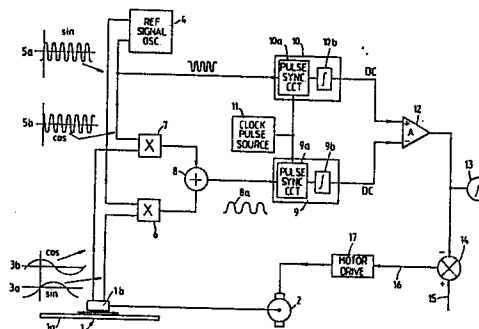 REF
SIGNAL
OSC.
4
sin
5a
5b
cos
10a
10
10b
PULSE
SYNC.
CCT
∫
DC
11
CLOCK
PULSE
SOURCE
7
X
8
+
9a
9b
PULSE
SYNC
CCT
∫
9
DC
12
+
A
-
13
∫
8a
X
6
3b
cos
3a
sin
1b
1a
1
17
MOTOR
DRIVE
2
16
-
14
+
15